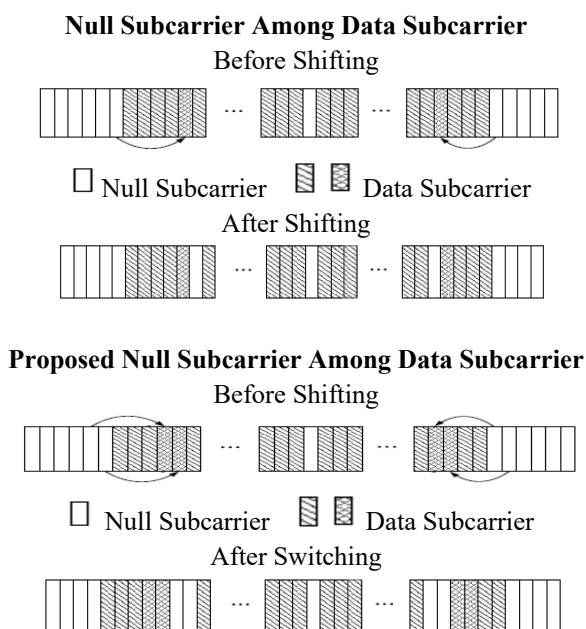 Null Subcarrier Among Data Subcarrier
Before Shifting
... ...
Null Subcarrier Data Subcarrier
After Shifting
... ...
Proposed Null Subcarrier Among Data Subcarrier
Before Shifting
... ...
Null Subcarrier Data Subcarrier
After Switching
... ...